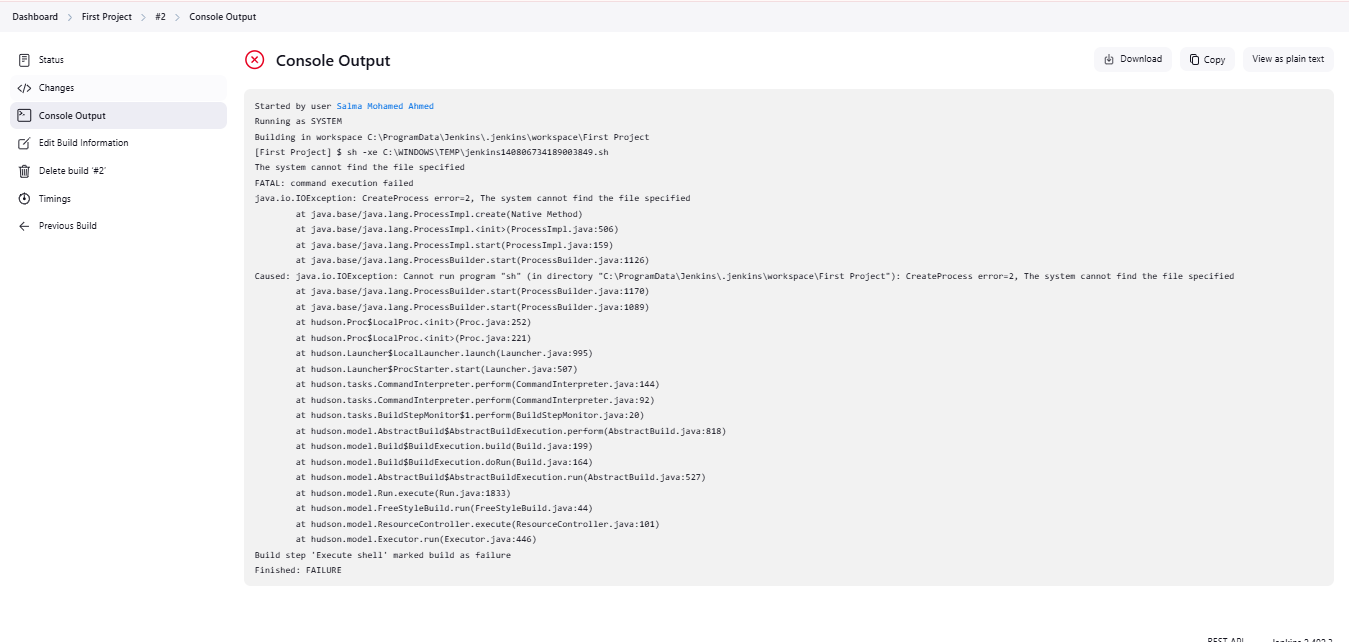 Dashboard > First Project > #2 > Console Output
Status
Changes
Console Output
Edit Build Information
Delete build '#2'
Timings
Previous Build
Console Output
Download
Copy
View as plain text
Started by user Salma Mohamed Ahmed
Running as SYSTEM
Building in workspace C:\ProgramData\Jenkins\.jenkins\workspace\First Project
[First Project] $ sh -xe C:\WINDOWS\TEMP\jenkins140806734189003849.sh
The system cannot find the file specified
FATAL: command execution failed
java.io.IOException: CreateProcess error=2, The system cannot find the file specified
at java.base/java.lang.ProcessImpl.create(Native Method)
at java.base/java.lang.ProcessImpl.<init>(ProcessImpl.java:506)
at java.base/java.lang.ProcessImpl.start(ProcessImpl.java:159)
at java.base/java.lang.ProcessBuilder.start(ProcessBuilder.java:1126)
Caused: java.io.IOException: Cannot run program "sh" (in directory "C:\ProgramData\Jenkins\.jenkins\workspace\First Project"): CreateProcess error=2, The system cannot find the file specified
at java.base/java.lang.ProcessBuilder.start(ProcessBuilder.java:1170)
at java.base/java.lang.ProcessBuilder.start(ProcessBuilder.java:1089)
at hudson.Proc$LocalProc.<init>(Proc.java:252)
at hudson.Proc$LocalProc.<init>(Proc.java:221)
at hudson.Launcher$LocalLauncher.launch(Launcher.java:995)
at hudson.Launcher$ProcStarter.start(Launcher.java:507)
at hudson.tasks.CommandInterpreter.perform(CommandInterpreter.java:144)
at hudson.tasks.CommandInterpreter.perform(CommandInterpreter.java:92)
at hudson.tasks.BuildStepMonitor$1.perform(BuildStepMonitor.java:20)
at hudson.model.AbstractBuild$AbstractBuildExecution.perform(AbstractBuild.java:818)
at hudson.model.Build$BuildExecution.build(Build.java:199)
at hudson.model.Build$BuildExecution.doRun(Build.java:164)
at hudson.model.AbstractBuild$AbstractBuildExecution.run(AbstractBuild.java:527)
at hudson.model.Run.execute(Run.java:1833)
at hudson.model.FreeStyleBuild.run(FreeStyleBuild.java:44)
at hudson.model.ResourceController.execute(ResourceController.java:101)
at hudson.model.Executor.run(Executor.java:446)
Build step 'Execute shell' marked build as failure
Finished: FAILURE
REST API